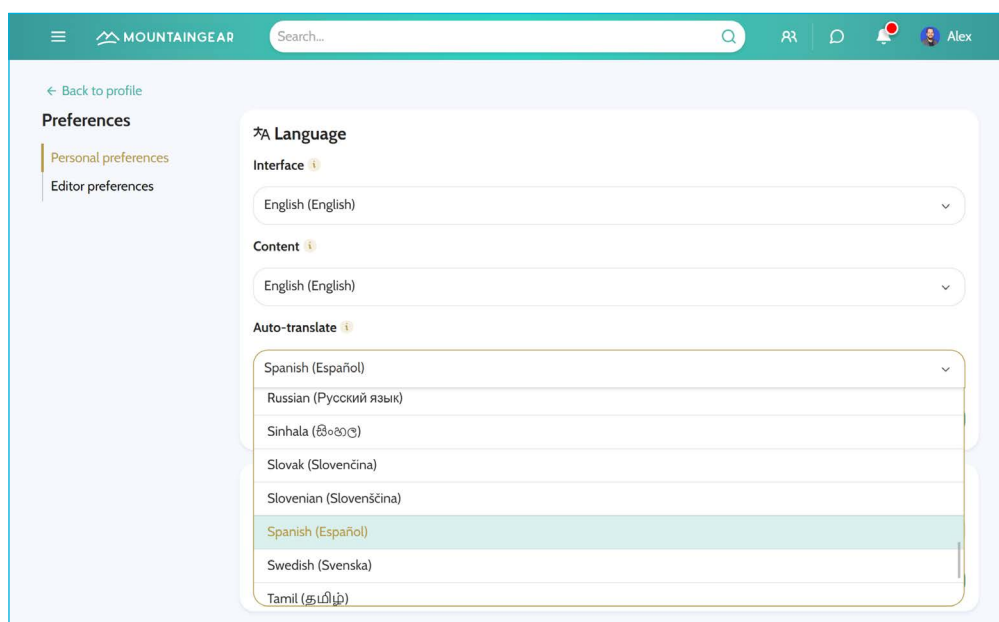 MOUNTAINGEAR
Search...
Alex
← Back to profile
Preferences
Personal preferences
Editor preferences
Language
Interface i
English (English)
Content i
English (English)
Auto-translate i
Spanish (Español)
Russian (Русский язык)
Sinhala (සිංහල)
Slovak (Slovenčina)
Slovenian (Slovenščina)
Spanish (Español)
Swedish (Svenska)
Tamil (தமிழ்)